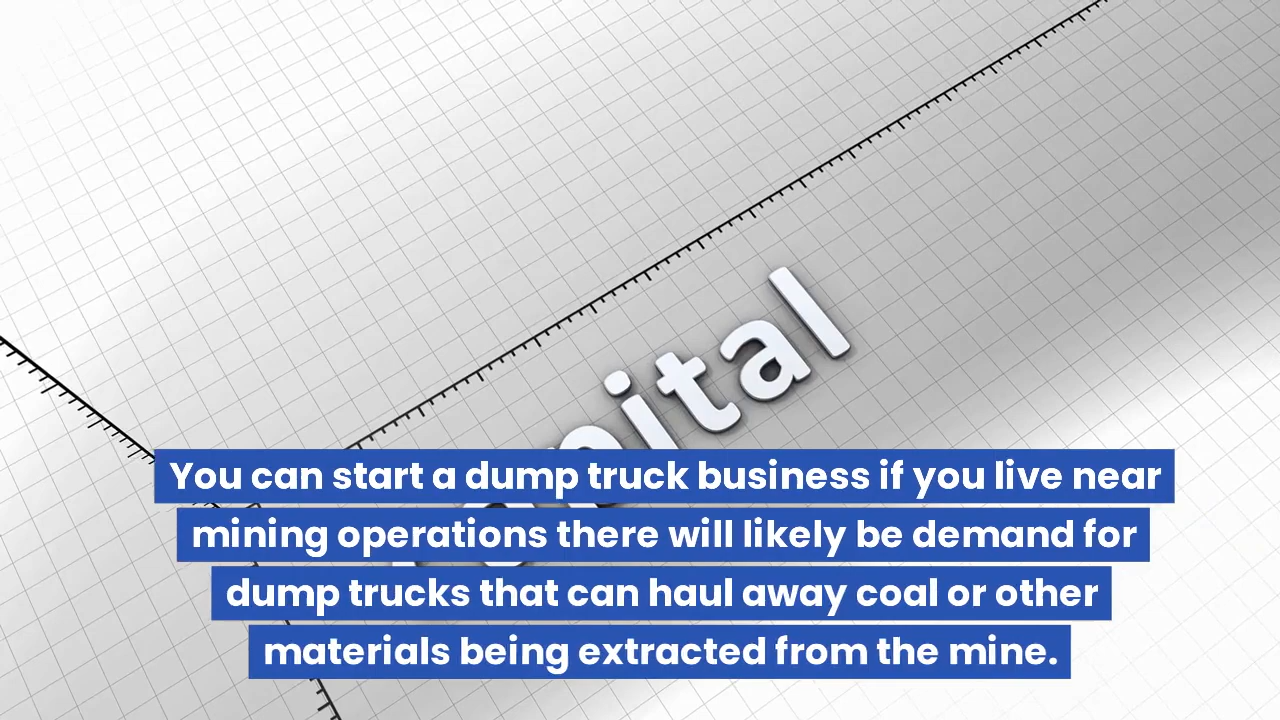 You can start a dump truck business if you live near
mining operations there will likely be demand for
dump trucks that can haul away coal or other
materials being extracted from the mine.